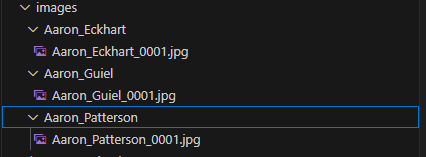 images
Aaron_Eckhart
Aaron_Eckhart_0001.jpg
Aaron_Guiel
Aaron_Guiel_0001.jpg
Aaron_Patterson
Aaron_Patterson_0001.jpg